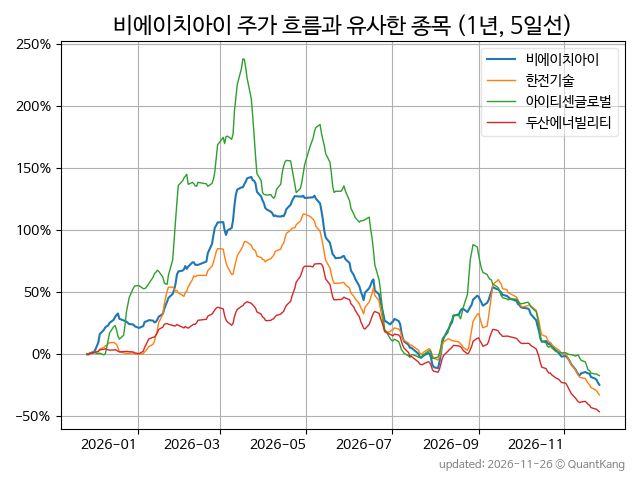 비에이치아이 주가 흐름과 유사한 종목 (1년, 5일선)
250%
200%
150%
100%
50%
0%
−50%
비에이치아이
한전기술
아이티센글로벌
두산에너빌리티
2026-01
2026-03
2026-05
2026-07
2026-09
2026-11
updated: 2026-11-26 © QuantKang